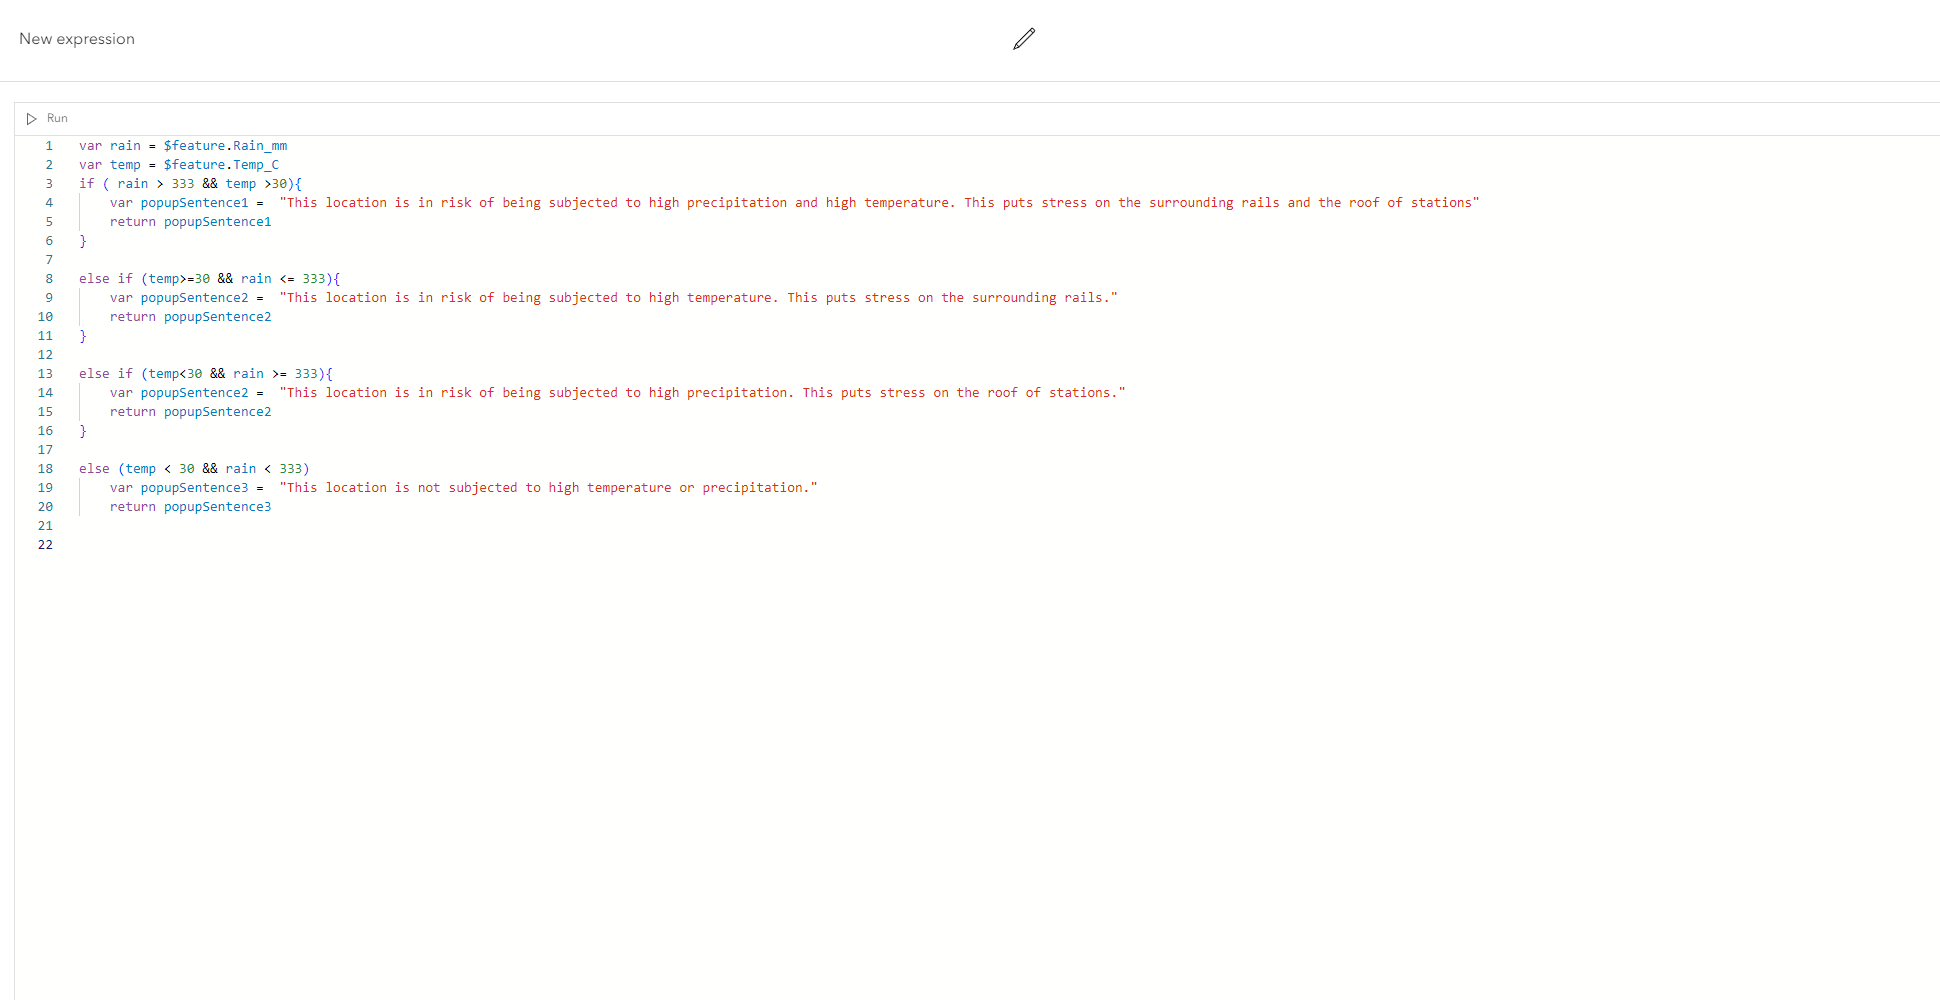 New expression
Run
1 var rain = $feature.Rain_mm
2 var temp = $feature.Temp_C
3 if ( rain > 333 && temp >30){
4 var popupSentence1 =  "This location is in risk of being subjected to high precipitation and high temperature. This puts stress on the surrounding rails and the roof of stations"
5 return popupSentence1
6 }
7
8 else if (temp>=30 && rain <= 333){
9 var popupSentence2 =  "This location is in risk of being subjected to high temperature. This puts stress on the surrounding rails."
10 return popupSentence2
11 }
12
13 else if (temp<30 && rain >= 333){
14 var popupSentence2 =  "This location is in risk of being subjected to high precipitation. This puts stress on the roof of stations."
15 return popupSentence2
16 }
17
18 else (temp < 30 && rain < 333)
19 var popupSentence3 =  "This location is not subjected to high temperature or precipitation."
20 return popupSentence3
21
22